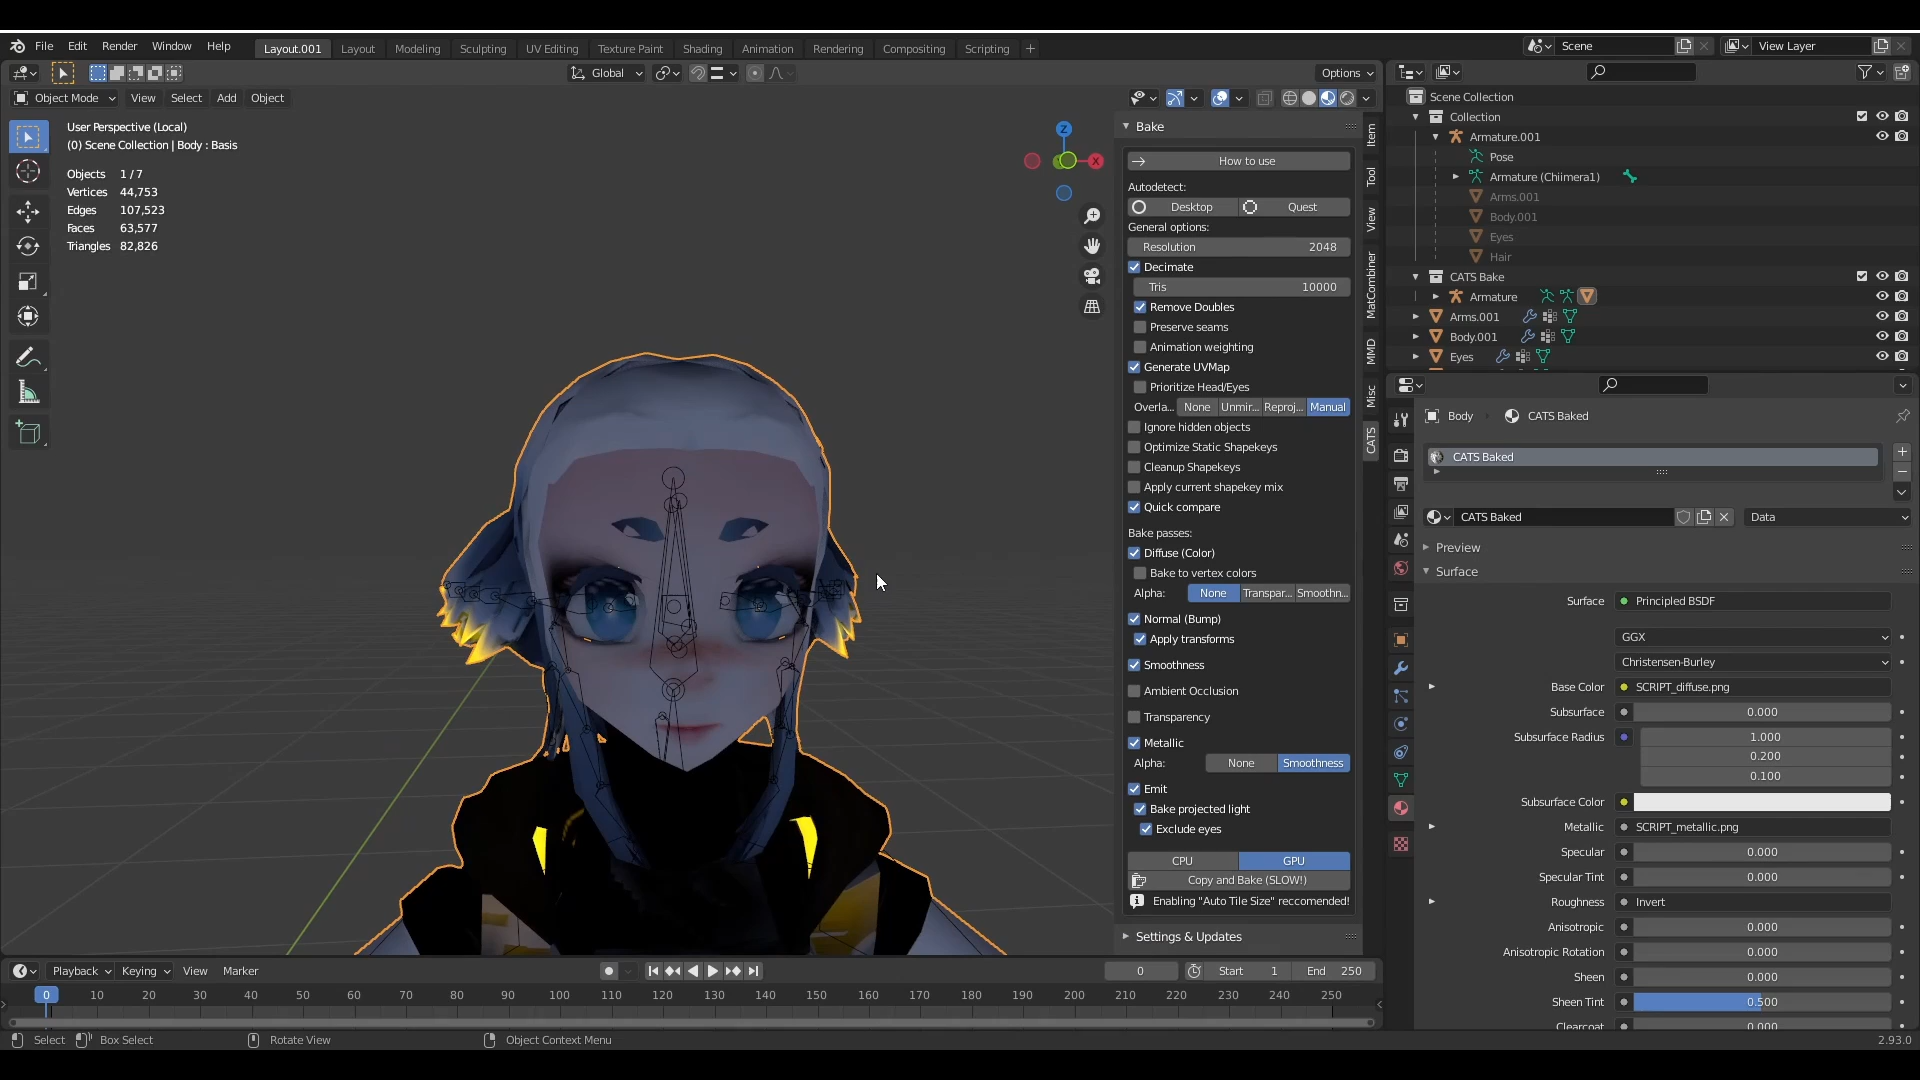 File Edit Render Window Help Layout.001 Layout Modeling Sculpting UV Editing Texture Paint Shading Animation Rendering Compositing Scripting + Scene View Layer
Global Options
Object Mode View Select Add Object
User Perspective (Local)
(0) Scene Collection | Body : Basis
Objects 1/7
Vertices 44,753
Edges 107,523
Faces 63,577
Triangles 82,826
Z
X
Bake
How to use
Autodetect:
Desktop Quest
General options:
Resolution 2048
Decimate
Tris 10000
Remove Doubles
Preserve seams
Animation weighting
Generate UVMap
Prioritize Head/Eyes
Overla... None Unmir... Reproj... Manual
Ignore hidden objects
Optimize Static Shapekeys
Cleanup Shapekeys
Apply current shapekey mix
Quick compare
Bake passes:
Diffuse (Color)
Bake to vertex colors
Alpha: None Transpar... Smoothn...
Normal (Bump)
Apply transforms
Smoothness
Ambient Occlusion
Transparency
Metallic
Alpha: None Smoothness
Emit
Bake projected light
Exclude eyes
CPU GPU
Copy and Bake (SLOW!)
Enabling "Auto Tile Size" reccomended!
Settings & Updates
Item
Tool
View
MatCombiner
MMD
Misc
CATS
Scene Collection
Collection
Armature.001
Pose
Armature (Chiimera1)
Arms.001
Body.001
Eyes
Hair
CATS Bake
Armature
Arms.001
Body.001
Eyes
Body CATS Baked
CATS Baked
CATS Baked Data
Preview
Surface
Surface Principled BSDF
GGX
Christensen-Burley
Base Color SCRIPT_diffuse.png
Subsurface 0.000
Subsurface Radius 1.000
0.200
0.100
Subsurface Color
Metallic SCRIPT_metallic.png
Specular 0.000
Specular Tint 0.000
Roughness Invert
Anisotropic 0.000
Anisotropic Rotation 0.000
Sheen 0.000
Sheen Tint 0.500
Clearcoat 0.000
Playback Keying View Marker 0 Start 1 End 250
0 10 20 30 40 50 60 70 80 90 100 110 120 130 140 150 160 170 180 190 200 210 220 230 240 250
Select Box Select Rotate View Object Context Menu 2.93.0